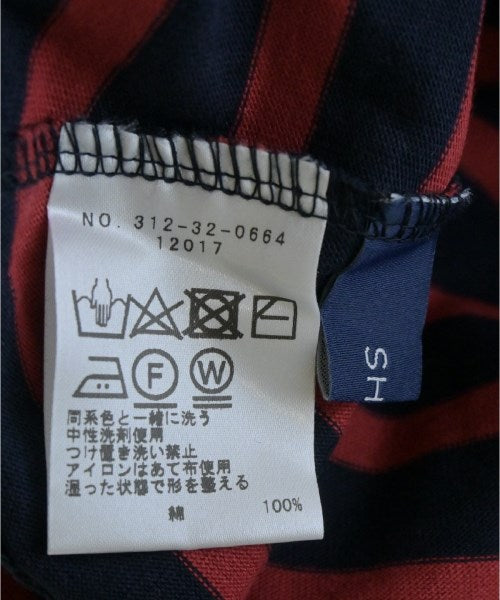 NO. 312-32-0664
12017
F W
同系色と一緒に洗う
中性洗剤使用
つけ置き洗い禁止
アイロンはあて布使用
湿った状態で形を整える
綿 100%
SH